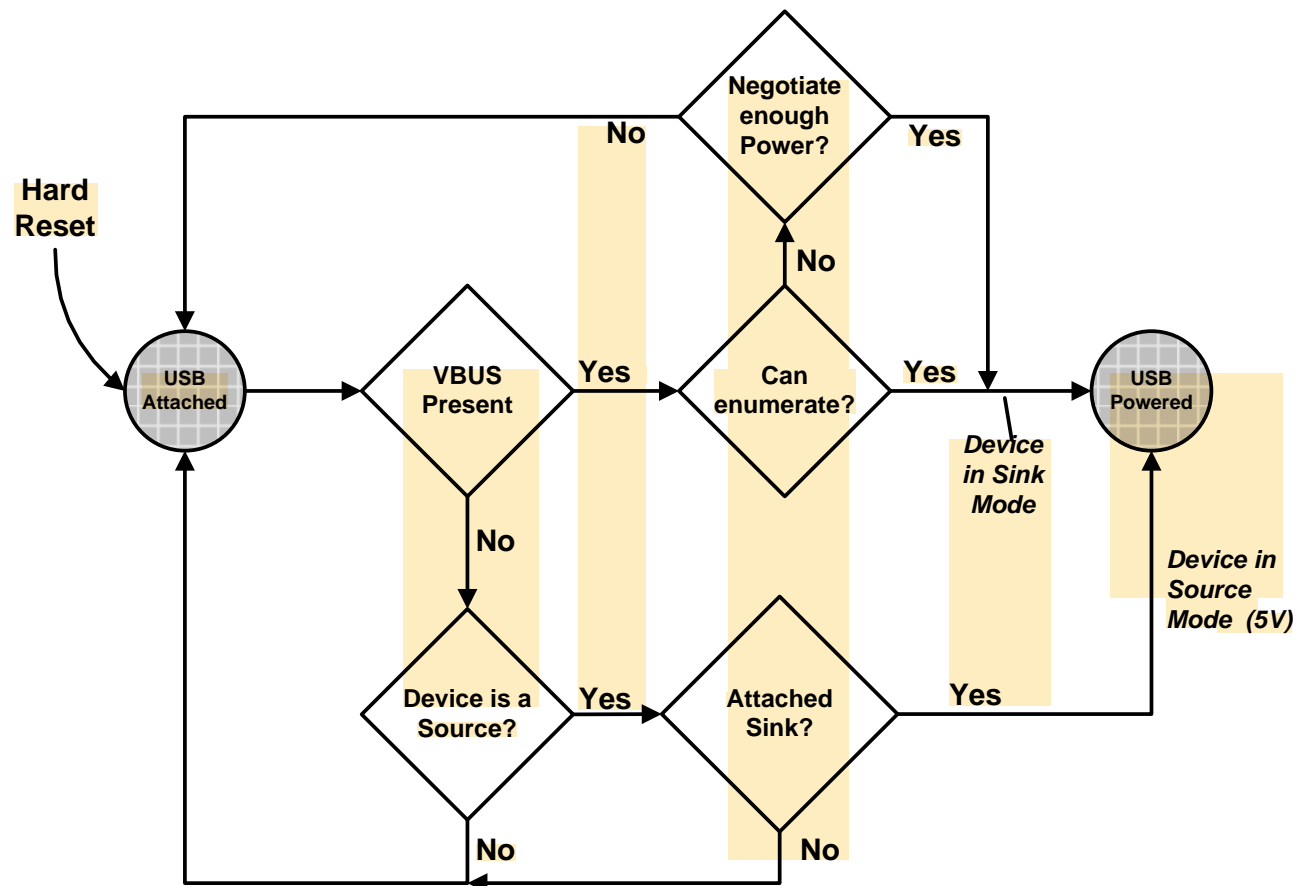 Negotiate
enough
Power?
No
Yes
Hard
Reset
No
USB
Attached
VBUS
Present
Yes
Can
enumerate?
Yes
USB
Powered
Device
in Sink
Mode
No
Device in
Source
Mode (5V)
Device is a
Source?
Yes
Attached
Sink?
Yes
No
No